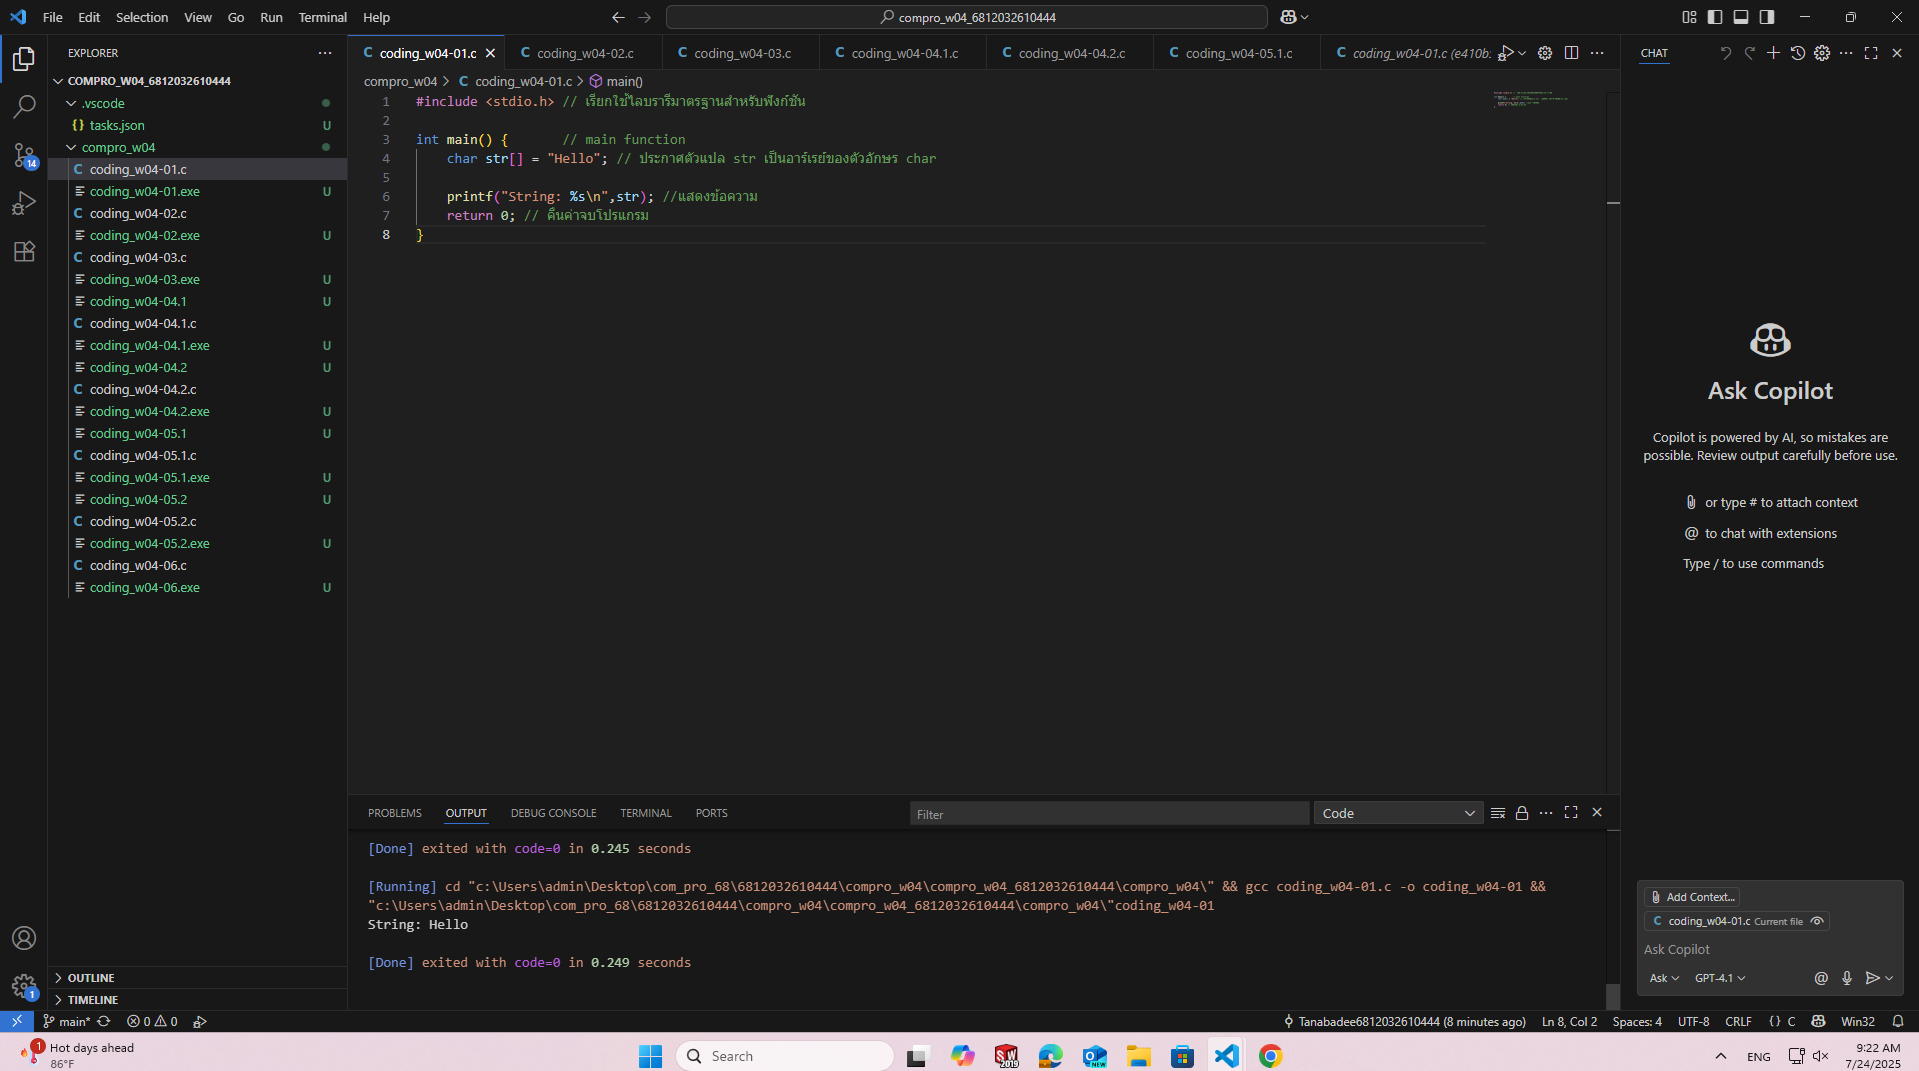 File Edit Selection View Go Run Terminal Help
compro_w04_6812032610444
EXPLORER
COMPRO_W04_6812032610444
.vscode
tasks.json U
compro_w04
coding_w04-01.c
coding_w04-01.exe U
coding_w04-02.c
coding_w04-02.exe U
coding_w04-03.c
coding_w04-03.exe U
coding_w04-04.1 U
coding_w04-04.1.c
coding_w04-04.1.exe U
coding_w04-04.2 U
coding_w04-04.2.c
coding_w04-04.2.exe U
coding_w04-05.1 U
coding_w04-05.1.c
coding_w04-05.1.exe U
coding_w04-05.2 U
coding_w04-05.2.c
coding_w04-05.2.exe U
coding_w04-06.c
coding_w04-06.exe U
OUTLINE
TIMELINE
14
1
coding_w04-01.c coding_w04-02.c coding_w04-03.c coding_w04-04.1.c coding_w04-04.2.c coding_w04-05.1.c coding_w04-01.c (e410b
compro_w04 > coding_w04-01.c > main()
1 #include <stdio.h> // เรียกใช้ไลบรารีมาตรฐานสำหรับฟังก์ชัน
2
3 int main() { // main function
4 char str[] = "Hello"; // ประกาศตัวแปล str เป็นอาร์เรย์ของตัวอักษร char
5
6 printf("String: %s\n",str); //แสดงข้อความ
7 return 0; // คืนค่าจบโปรแกรม
8 }
PROBLEMS OUTPUT DEBUG CONSOLE TERMINAL PORTS
Filter
Code
[Done] exited with code=0 in 0.245 seconds
[Running] cd "c:\Users\admin\Desktop\com_pro_68\6812032610444\compro_w04\compro_w04_6812032610444\compro_w04\" && gcc coding_w04-01.c -o coding_w04-01 &&
"c:\Users\admin\Desktop\com_pro_68\6812032610444\compro_w04\compro_w04_6812032610444\compro_w04\"coding_w04-01
String: Hello
[Done] exited with code=0 in 0.249 seconds
CHAT
Ask Copilot
Copilot is powered by AI, so mistakes are
possible. Review output carefully before use.
or type # to attach context
@ to chat with extensions
Type / to use commands
Add Context...
coding_w04-01.c Current file
Ask Copilot
Ask GPT-4.1
main* 0 0
Tanabadee6812032610444 (8 minutes ago) Ln 8, Col 2 Spaces: 4 UTF-8 CRLF {} C Win32
1
Hot days ahead
86°F
Search
SW
2019
NEW
ENG
9:22 AM
7/24/2025